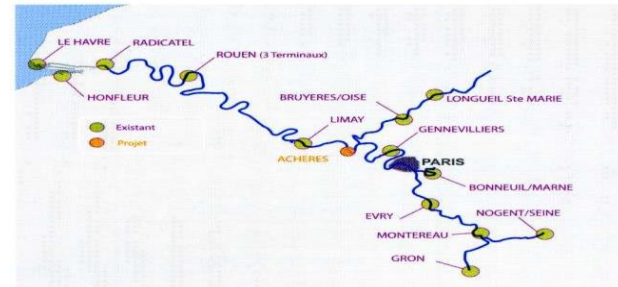 LE HAVRE
RADICATEL
ROUEN (3 Terminaux)
HONFLEUR
BRUYERES/OISE
LONGUEIL Ste MARIE
LIMAY
GENNEVILLIERS
Existant
Projet
ACHERES
PARIS
BONNEUIL/MARNE
EVRY
NOGENT/SEINE
MONTEREAU
GRON